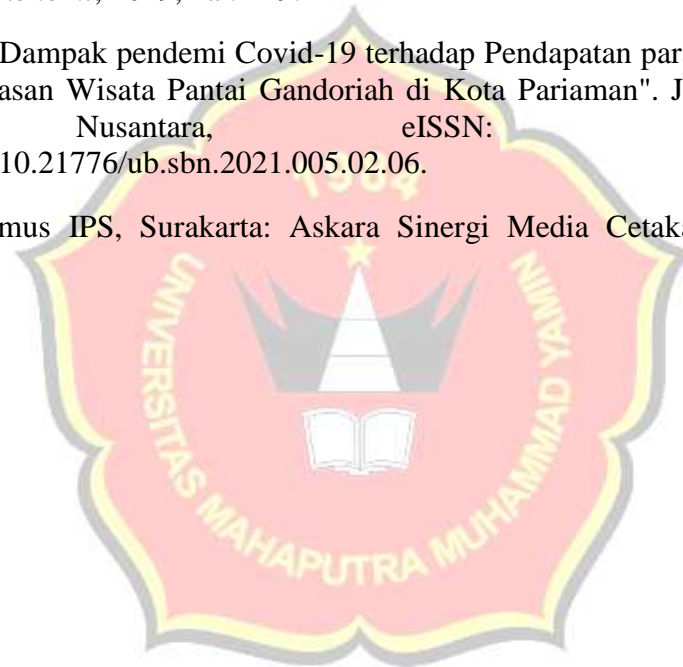 Dampak pendemi Covid-19 terhadap Pendapatan par
asan Wisata Pantai Gandoriah di Kota Pariaman". J
Nusantara, eISSN:
10.21776/ub.sbn.2021.005.02.06.
1984
mus IPS, Surakarta: Askara Sinergi Media Cetaka
UNIVERSITAS MAHAPUTRA MUHAMMAD YAMIN